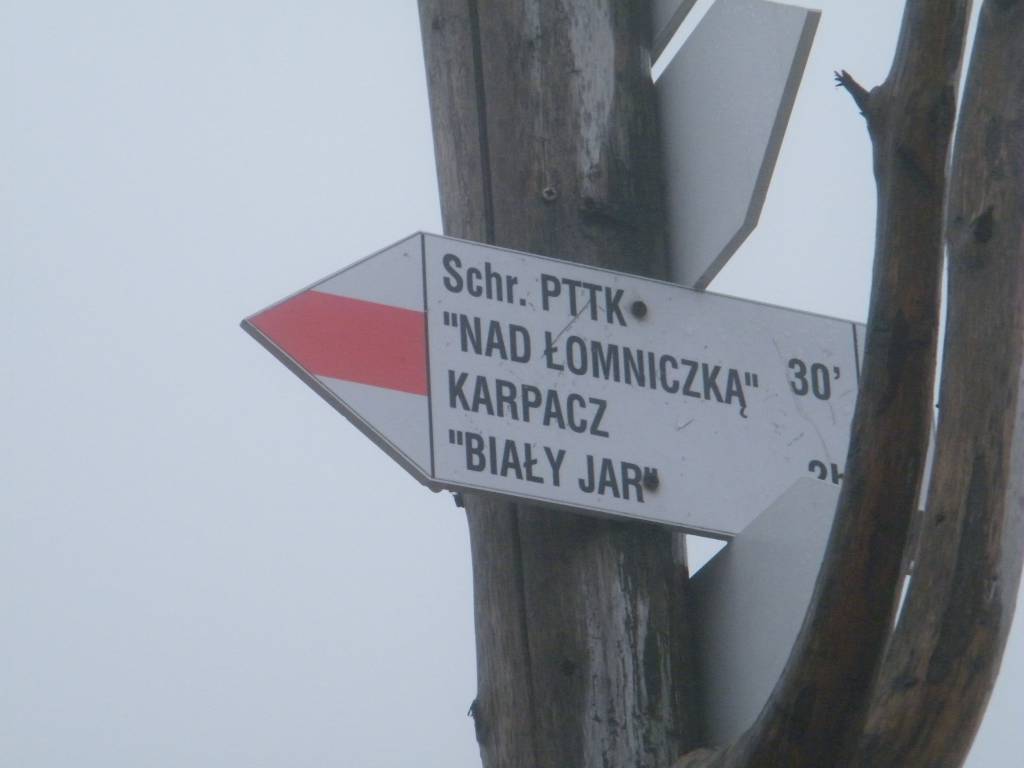 Schr. PTTK
"NAD ŁOMNICZKĄ" 30'
KARPACZ
"BIAŁY JAR"